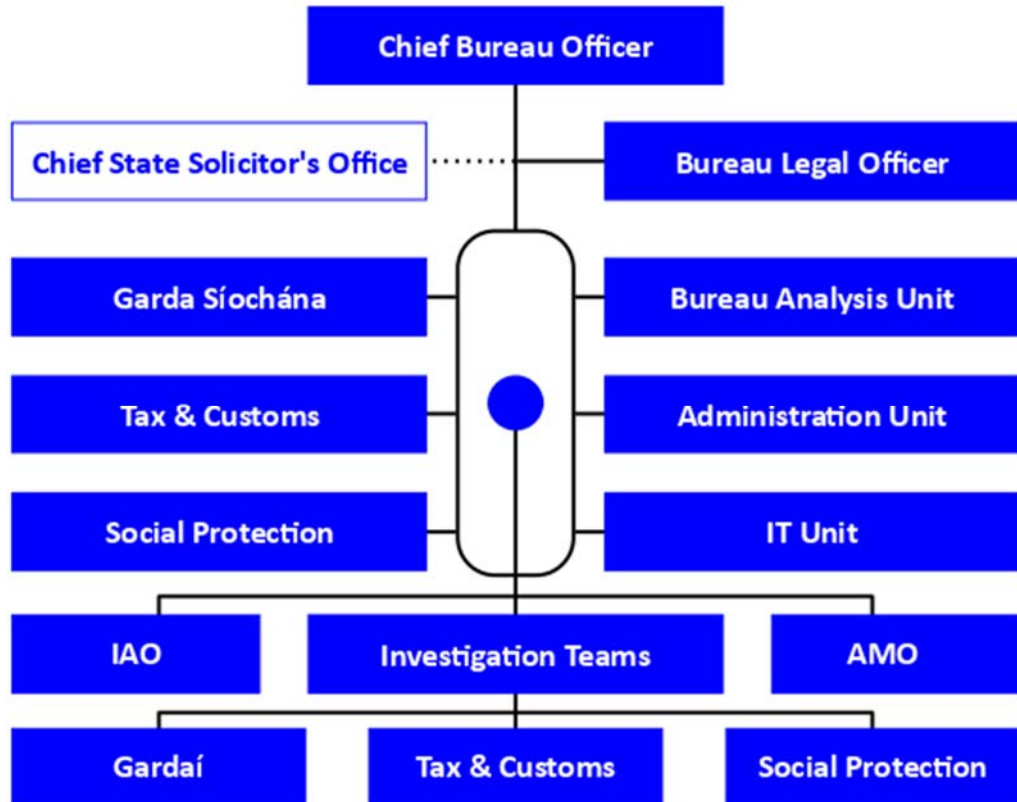 Chief Bureau Officer
Chief State Solicitor's Office
Bureau Legal Officer
Garda Síochána
Bureau Analysis Unit
Tax & Customs
Administration Unit
Social Protection
IT Unit
IAO
Investigation Teams
AMO
Gardaí
Tax & Customs
Social Protection